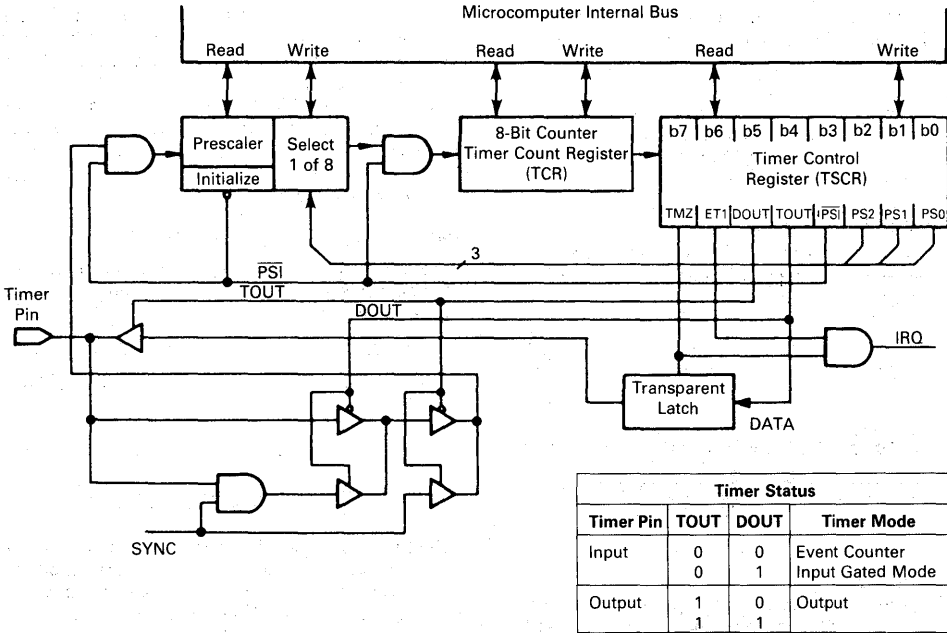 Microcomputer Internal Bus
Read Write Read Write Read Write
Prescaler
Initialize
Select
1 of 8
8-Bit Counter
Timer Count Register
(TCR)
b7 b6 b5 b4 b3 b2 b1 b0
Timer Control
Register (TSCR)
TMZ ET1 DOUT TOUT PSI PS2 PS1 PS0
3
PSI
TOUT
DOUT
Timer
Pin
IRQ
Transparent
Latch
DATA
SYNC
Timer Status
Timer Pin TOUT DOUT Timer Mode
Input 0 0 Event Counter
0 1 Input Gated Mode
Output 1 0 Output
1 1